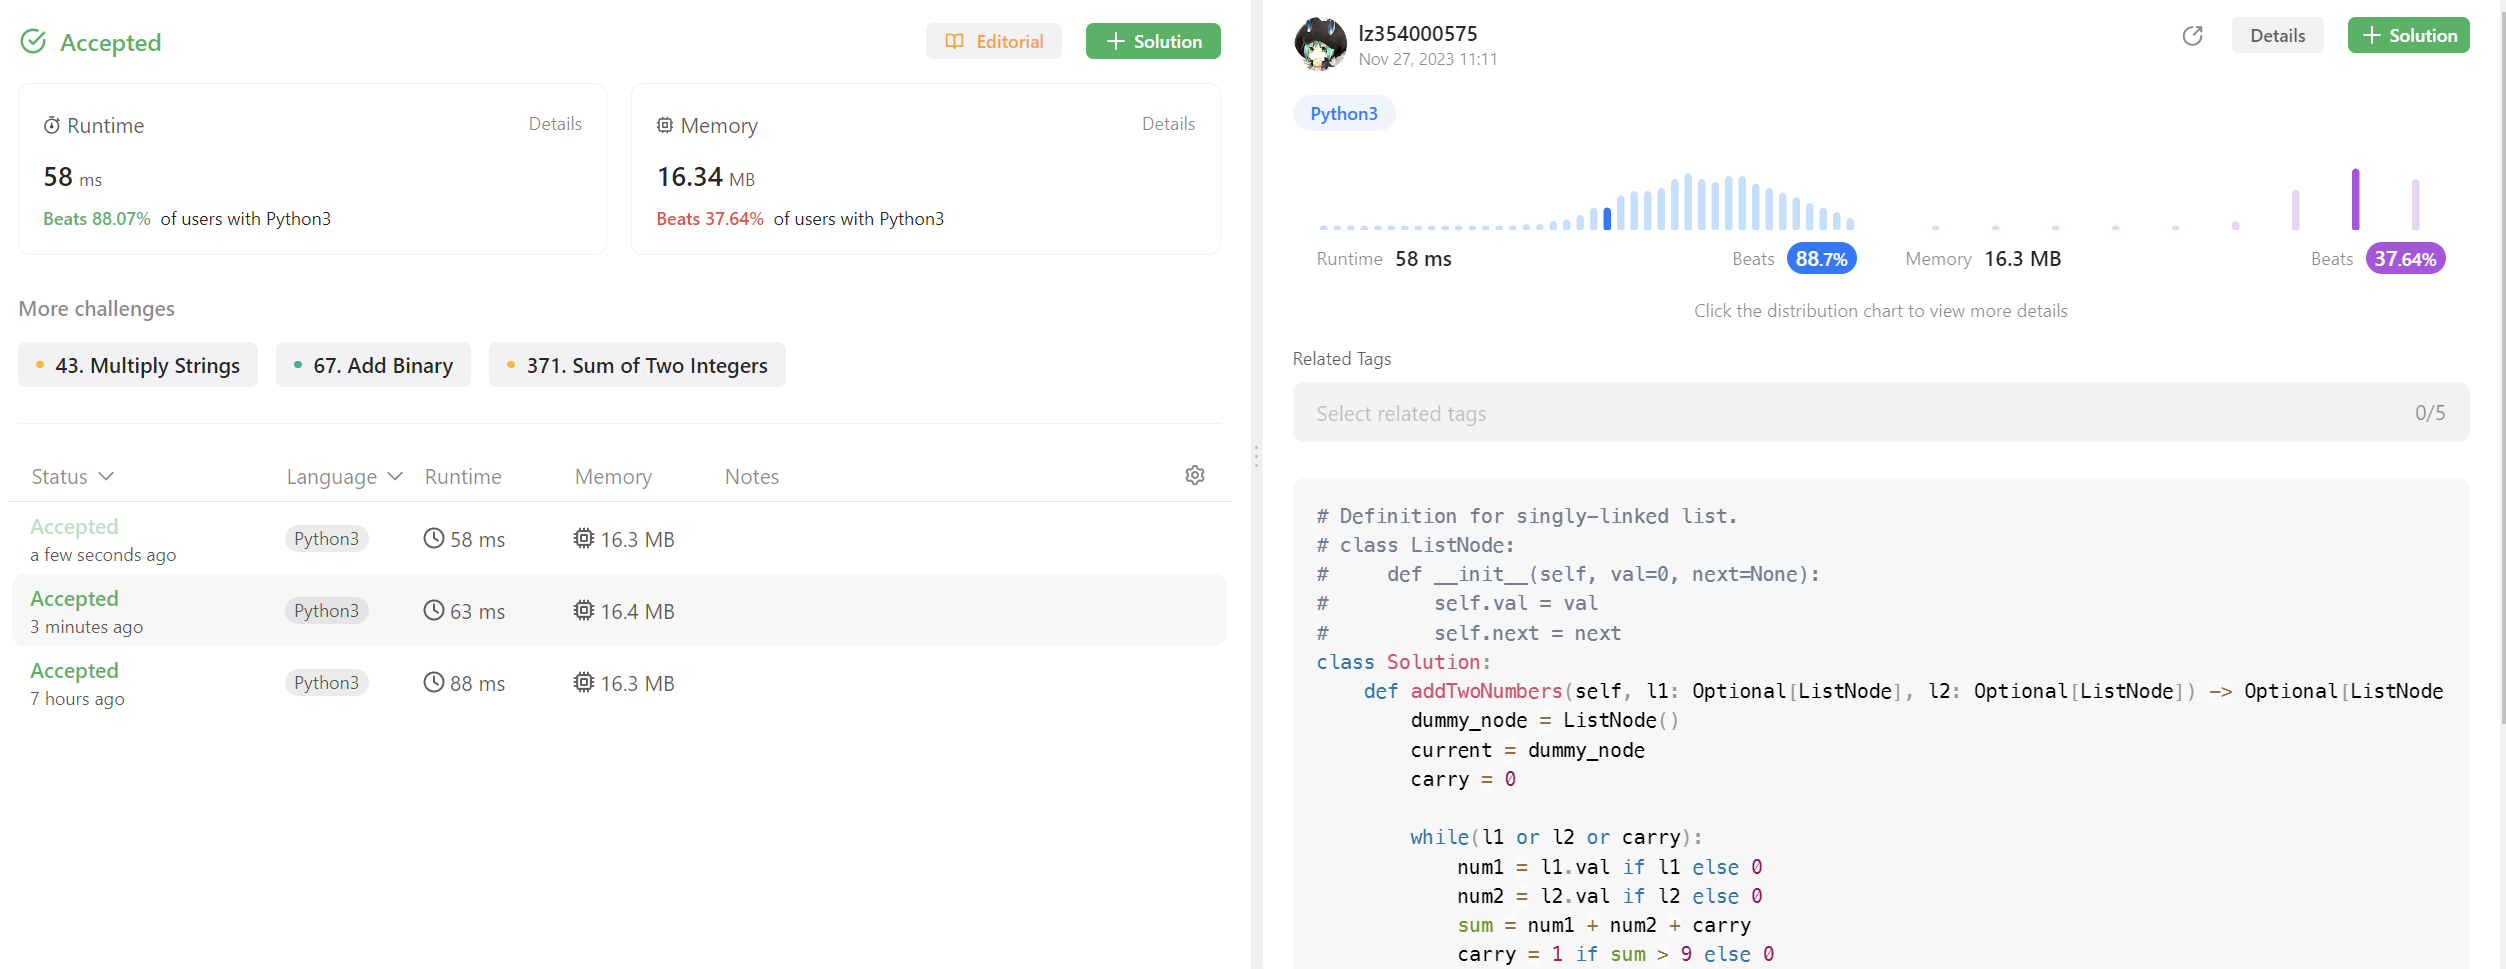 Accepted
Editorial
Solution
Runtime Details
58 ms
Beats 88.07% of users with Python3
Memory Details
16.34 MB
Beats 37.64% of users with Python3
More challenges
43. Multiply Strings
67. Add Binary
371. Sum of Two Integers
Status Language Runtime Memory Notes
Accepted
a few seconds ago
Python3 58 ms 16.3 MB
Accepted
3 minutes ago
Python3 63 ms 16.4 MB
Accepted
7 hours ago
Python3 88 ms 16.3 MB
lz354000575
Nov 27, 2023 11:11
Details
Solution
Python3
Runtime 58 ms Beats 88.7%
Memory 16.3 MB Beats 37.64%
Click the distribution chart to view more details
Related Tags
Select related tags 0/5
# Definition for singly-linked list.
# class ListNode:
#     def __init__(self, val=0, next=None):
#         self.val = val
#         self.next = next
class Solution:
    def addTwoNumbers(self, l1: Optional[ListNode], l2: Optional[ListNode]) -> Optional[ListNode
        dummy_node = ListNode()
        current = dummy_node
        carry = 0
        while(l1 or l2 or carry):
            num1 = l1.val if l1 else 0
            num2 = l2.val if l2 else 0
            sum = num1 + num2 + carry
            carry = 1 if sum > 9 else 0